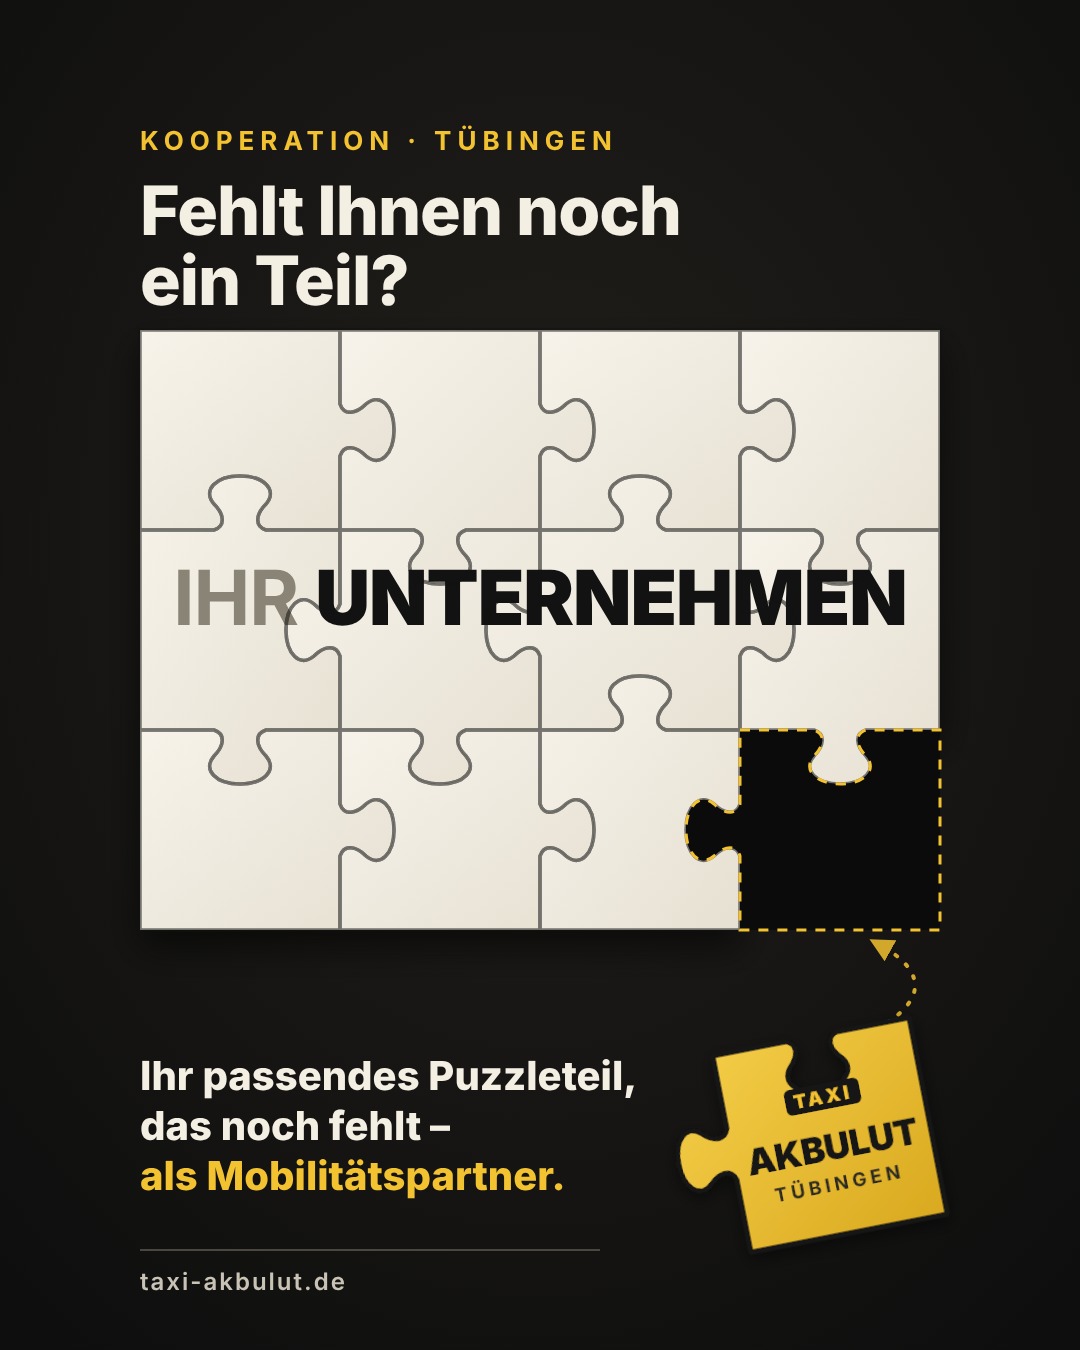 KOOPERATION · TÜBINGEN
Fehlt Ihnen noch
ein Teil?
IHR UNTERNEHMEN
Ihr passendes Puzzleteil,
das noch fehlt –
als Mobilitätspartner.
TAXI
AKBULUT
TÜBINGEN
taxi-akbulut.de